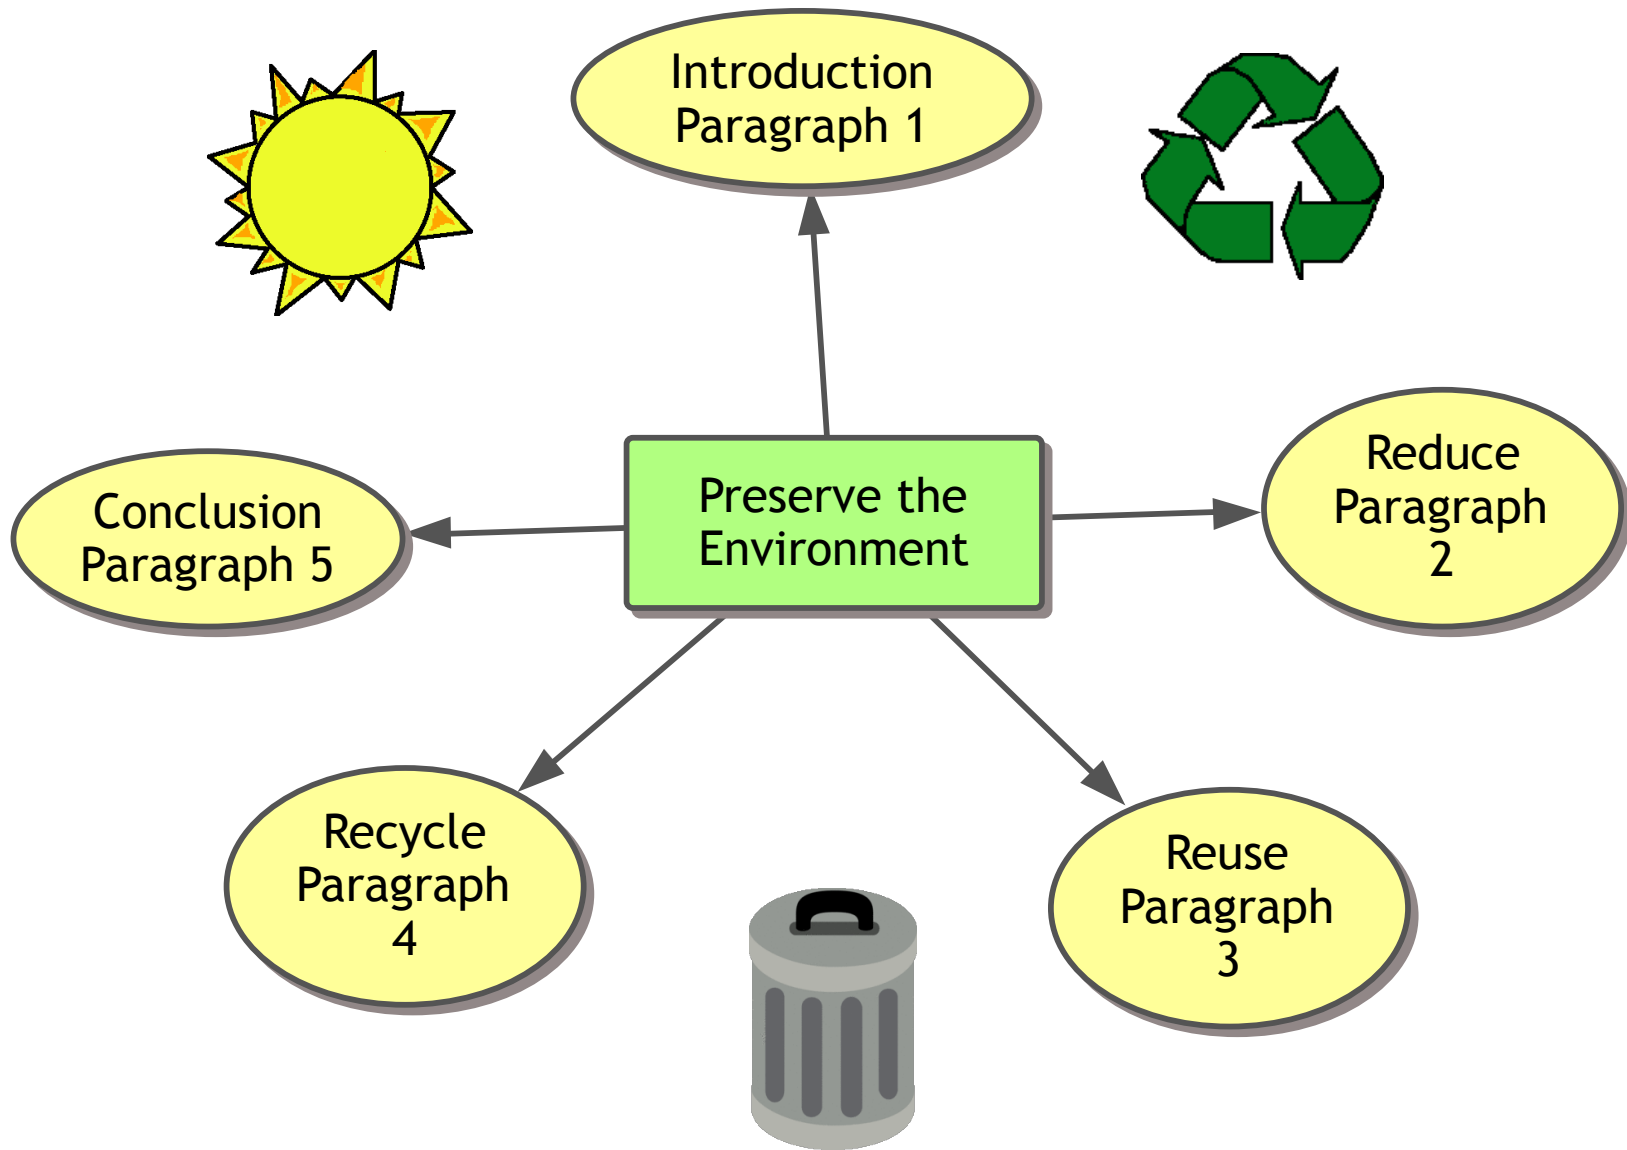 Introduction
Paragraph 1
Preserve the
Environment
Reduce
Paragraph
2
Reuse
Paragraph
3
Recycle
Paragraph
4
Conclusion
Paragraph 5